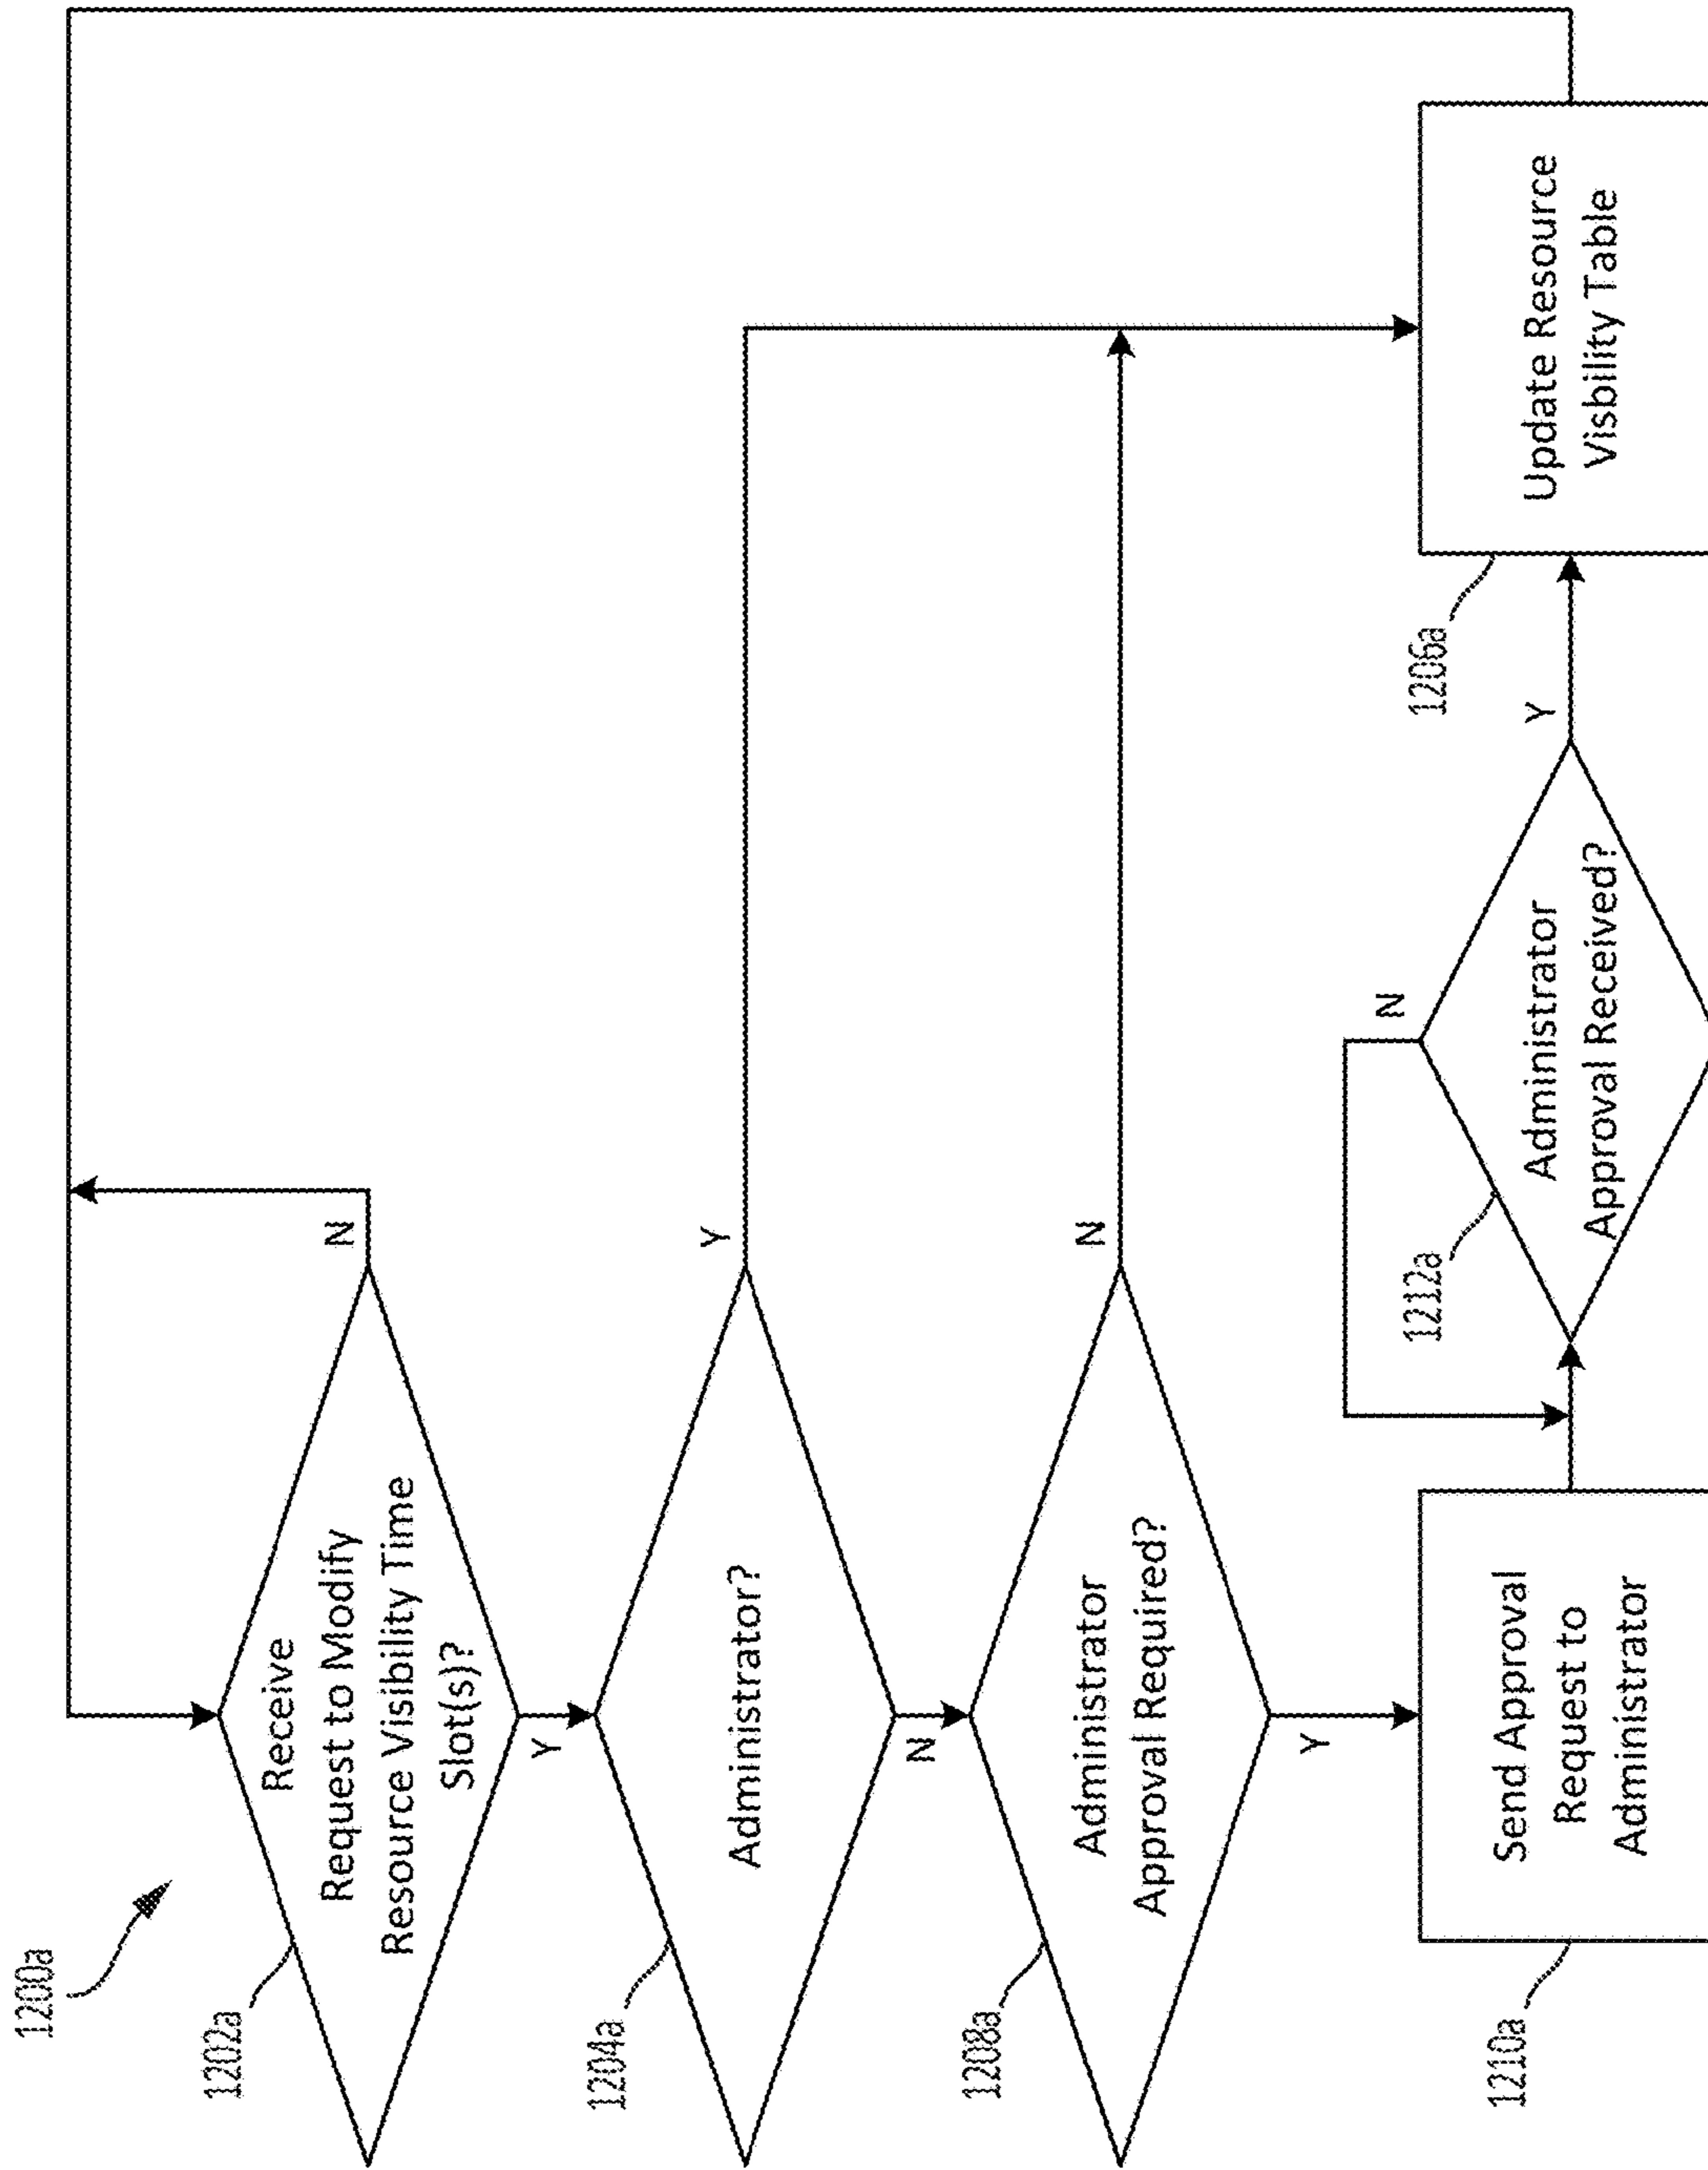 1200a
1202a
Receive
Request to Modify
Resource Visibility Time
Slot(s)?
N
Y
1204a
Administrator?
Y
N
1208a
Administrator
Approval Required?
N
Y
1210a
Send Approval
Request to
Administrator
1212a
Administrator
Approval Received?
N
Y
1206a
Update Resource
Visbility Table